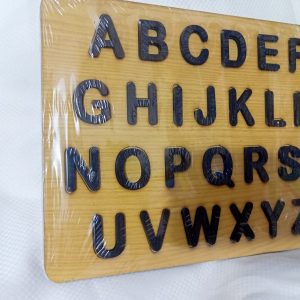 ABCDEF
GHIJKL
NOPQRS
UVWXYZ